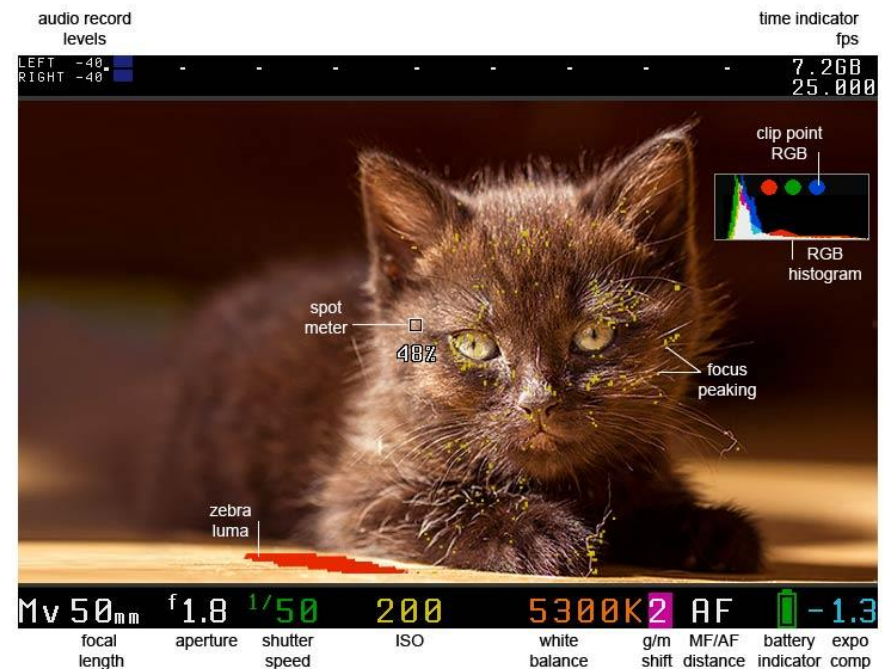 audio record
levels
time indicator
fps
LEFT -40
RIGHT -40
7.2GB
25.000
clip point
RGB
RGB
histogram
spot
meter
48%
focus
peaking
zebra
luma
Mv 50mm f1.8 1/50 200 5300K 2 AF -1.3
focal
length
aperture
shutter
speed
ISO
white
balance
g/m
shift
MF/AF
distance
battery
indicator
expo
comp